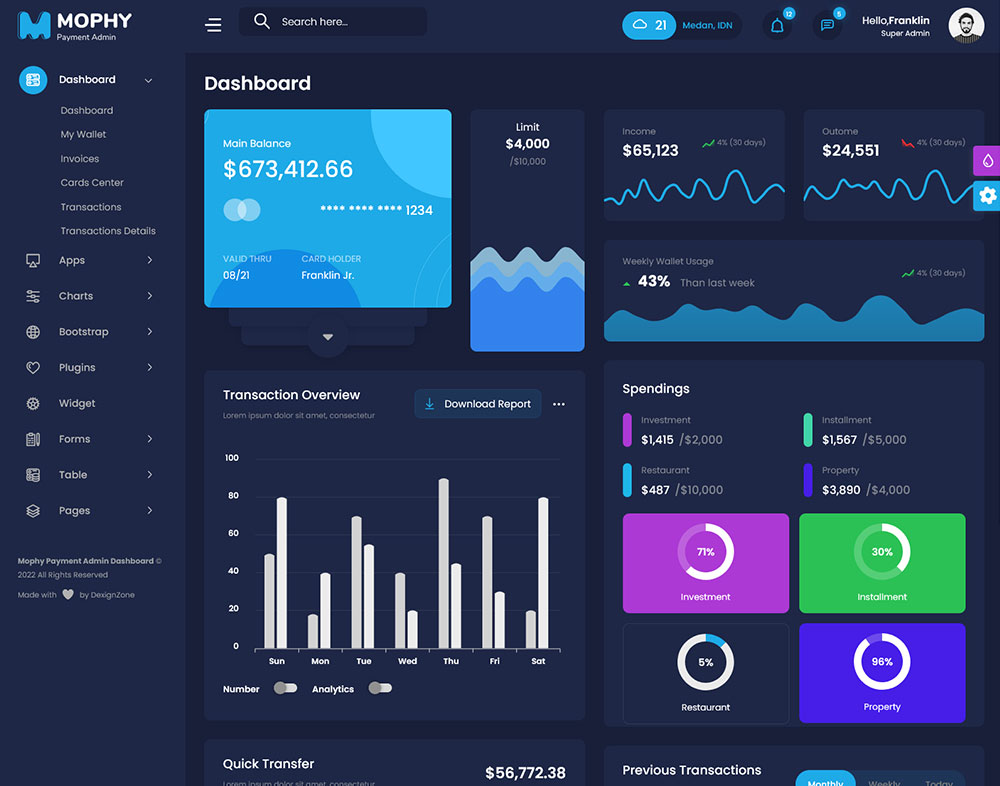 MOPHY
Payment Admin
Search here..
21
Medan, IDN
12
5
Hello,Franklin
Super Admin
Dashboard
Dashboard
My Wallet
Invoices
Cards Center
Transactions
Transactions Details
Apps
Charts
Bootstrap
Plugins
Widget
Forms
Table
Pages
Mophy Payment Admin Dashboard ©
2022 All Rights Reserved
Made with
by DexignZone
Dashboard
Main Balance
$673,412.66
**** **** **** 1234
VALID THRU
CARD HOLDER
08/21
Franklin Jr.
Limit
$4,000
/$10,000
Income
$65,123
4% (30 days)
Outome
$24,551
4% (30 days)
Weekly Wallet Usage
43%
Than last week
4% (30 days)
Transaction Overview
Lorem ipsum dolor sit amet, consectetur
Download Report
100
80
60
40
20
0
Sun Mon Tue Wed Thu Fri Sat
Number
Analytics
Spendings
Investment
$1,415 /$2,000
Installment
$1,567 /$5,000
Restaurant
$487 /$10,000
Property
$3,890 /$4,000
71%
Investment
30%
Installment
5%
Restaurant
96%
Property
Quick Transfer
Lorem ipsum dolor sit amet, consectetur
$56,772.38
Previous Transactions
Monthly
Weekly
Today